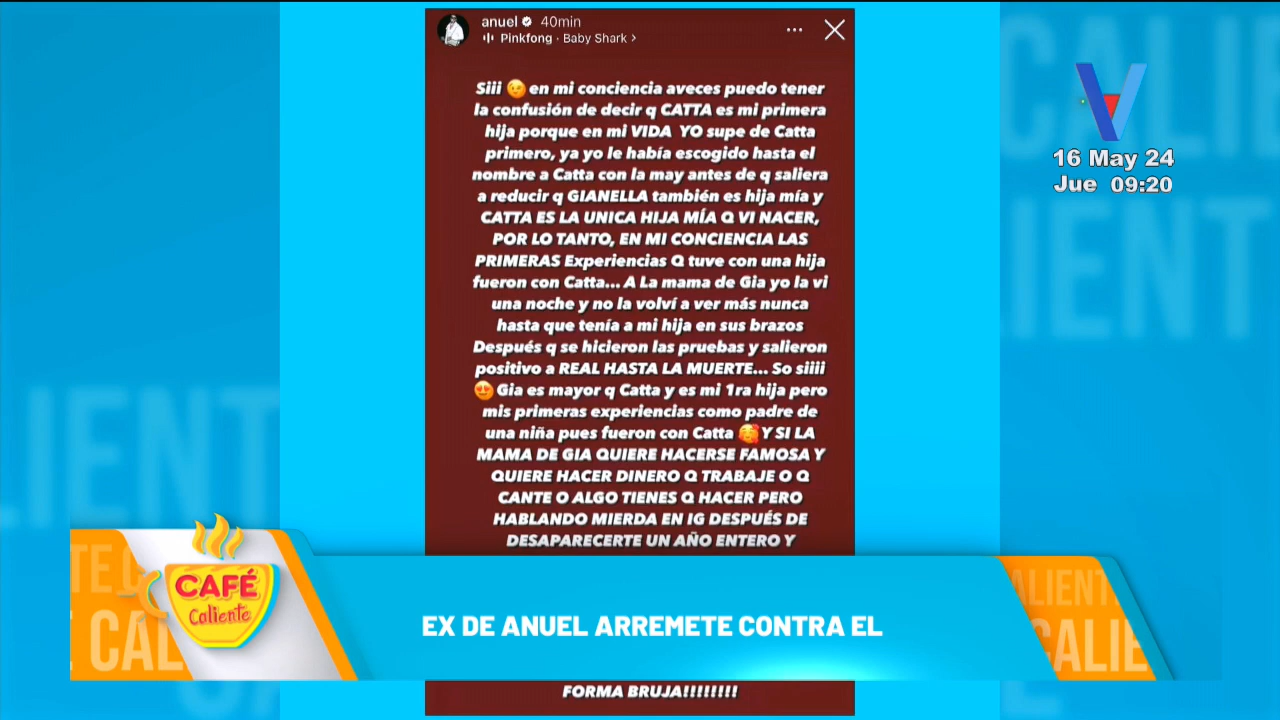 anuel 40min
Pinkfong · Baby Shark >
Siii 😉 en mi conciencia aveces puedo tener
la confusión de decir q CATTA es mi primera
hija porque en mi VIDA YO supe de Catta
primero, ya yo le había escogido hasta el
nombre a Catta con la may antes de q saliera
a reducir q GIANELLA también es hija mía y
CATTA ES LA UNICA HIJA MÍA Q VI NACER,
POR LO TANTO, EN MI CONCIENCIA LAS
PRIMERAS Experiencias Q tuve con una hija
fueron con Catta... A La mama de Gia yo la vi
una noche y no la volví a ver más nunca
hasta que tenía a mi hija en sus brazos
Después q se hicieron las pruebas y salieron
positivo a REAL HASTA LA MUERTE... So siiii
😍 Gia es mayor q Catta y es mi 1ra hija pero
mis primeras experiencias como padre de
una niña pues fueron con Catta 🥰 Y SI LA
MAMA DE GIA QUIERE HACERSE FAMOSA Y
QUIERE HACER DINERO Q TRABAJE O Q
CANTE O ALGO TIENES Q HACER PERO
HABLANDO MIERDA EN IG DESPUÉS DE
DESAPARECERTE UN AÑO ENTERO Y
FORMA BRUJA!!!!!!!!
16 May 24
Jue 09:20
CAFÉ
Caliente
EX DE ANUEL ARREMETE CONTRA EL